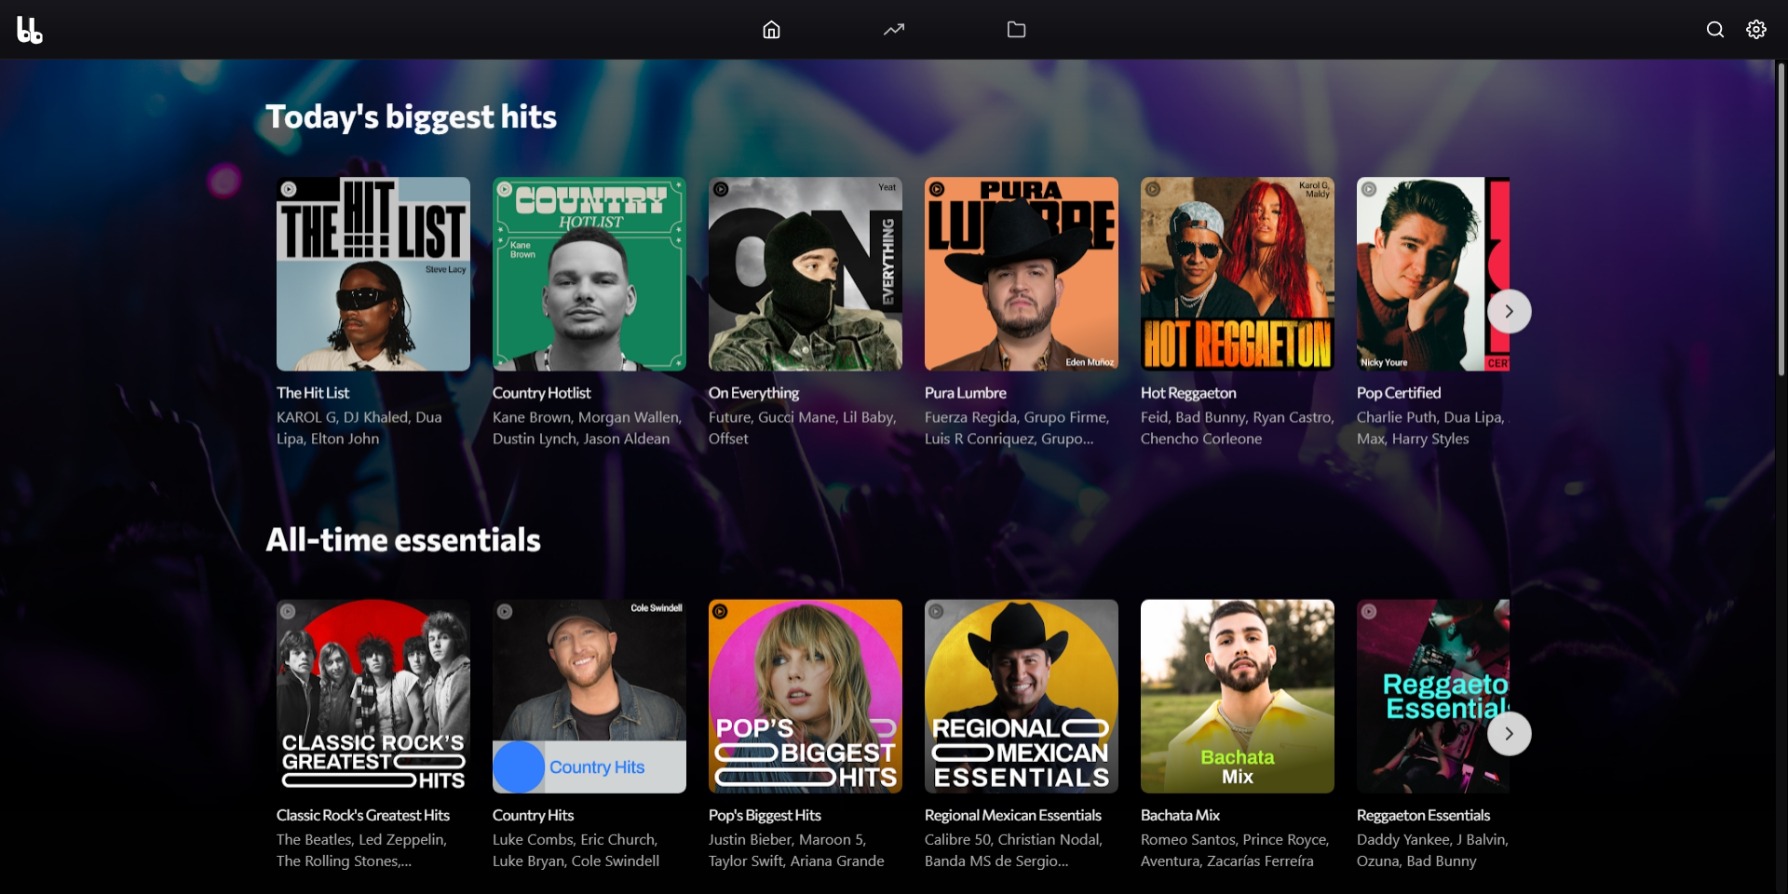 Today's biggest hits
THE HIT LIST
Steve Lacy
COUNTRY
HOTLIST
Kane
Brown
Yeat
ON
EVERYTHING
PURA
LUMBRE
Eden Muñoz
Karol G,
Maldy
HOT REGGAETON
Nicky Youre
CER
The Hit List
KAROL G, DJ Khaled, Dua
Lipa, Elton John
Country Hotlist
Kane Brown, Morgan Wallen,
Dustin Lynch, Jason Aldean
On Everything
Future, Gucci Mane, Lil Baby,
Offset
Pura Lumbre
Fuerza Regida, Grupo Firme,
Luis R Conriquez, Grupo...
Hot Reggaeton
Feid, Bad Bunny, Ryan Castro,
Chencho Corleone
Pop Certified
Charlie Puth, Dua Lipa,
Max, Harry Styles
All-time essentials
CLASSIC ROCK'S
GREATEST
HITS
Cole Swindell
Country Hits
POP'S
BIGGEST
HITS
REGIONAL
MEXICAN
ESSENTIALS
Bachata
Mix
Reggaeto
Essential
Classic Rock's Greatest Hits
The Beatles, Led Zeppelin,
The Rolling Stones,...
Country Hits
Luke Combs, Eric Church,
Luke Bryan, Cole Swindell
Pop's Biggest Hits
Justin Bieber, Maroon 5,
Taylor Swift, Ariana Grande
Regional Mexican Essentials
Calibre 50, Christian Nodal,
Banda MS de Sergio...
Bachata Mix
Romeo Santos, Prince Royce,
Aventura, Zacarías Ferreíra
Reggaeton Essentials
Daddy Yankee, J Balvin,
Ozuna, Bad Bunny